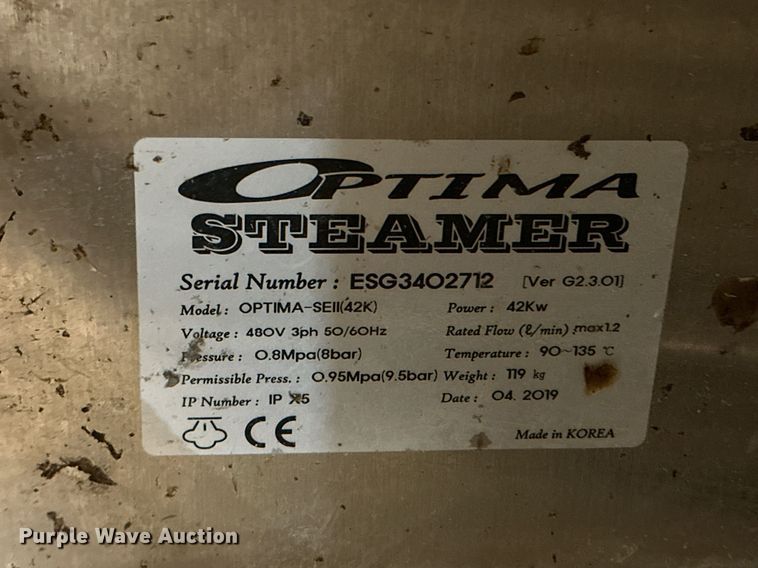 OPTIMA
STEAMER
Serial Number : ESG3402712 [Ver G2.3.01]
Model : OPTIMA-SEII(42K) Power : 42Kw
Voltage : 480V 3ph 50/60Hz Rated Flow (ℓ/min) : max1.2
Pressure : 0.8Mpa(8bar) Temperature : 90~135 ℃
Permissible Press. : 0.95Mpa(9.5bar) Weight : 119 kg
IP Number : IP X5 Date : 04. 2019
CE
Made in KOREA
Purple Wave Auction